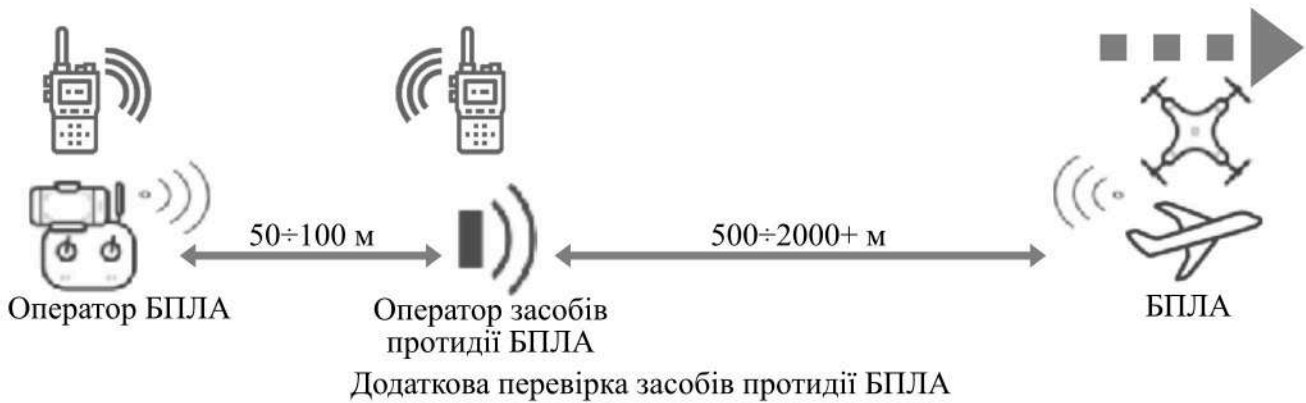 50÷100 м
500÷2000+ м
Оператор БПЛА
Оператор засобів
протидії БПЛА
БПЛА
Додаткова перевірка засобів протидії БПЛА